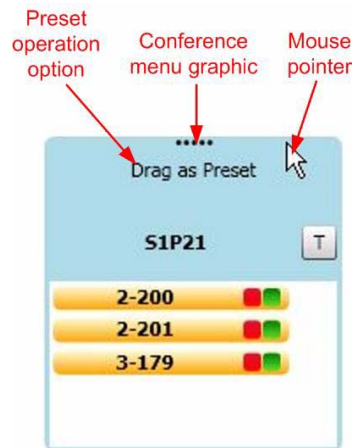 Preset
operation
option
Conference
menu graphic
Mouse
pointer
Drag as Preset
S1P21
T
2-200
2-201
3-179